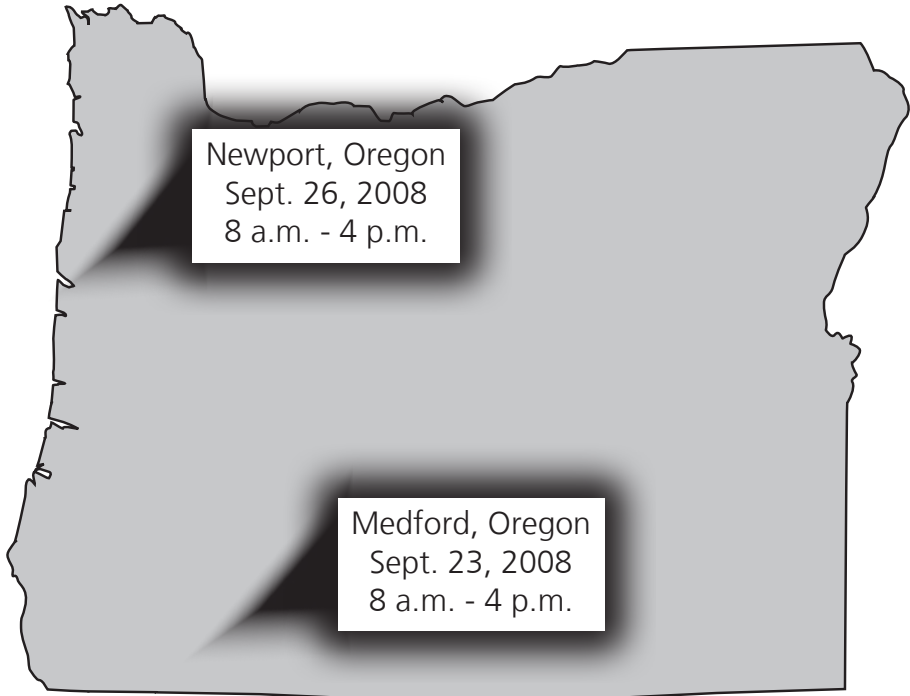 Newport, Oregon
Sept. 26, 2008
8 a.m. - 4 p.m.
Medford, Oregon
Sept. 23, 2008
8 a.m. - 4 p.m.